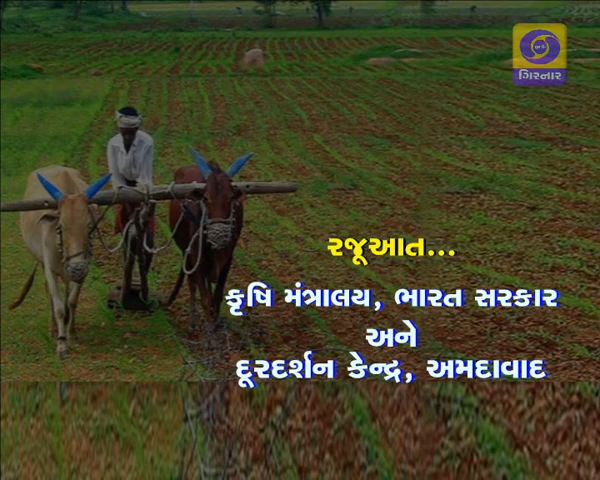 ગિરનાર
રજૂઆત...
કૃષિ મંત્રાલય, ભારત સરકાર
અને
દૂરદર્શન કેન્દ્ર, અમદાવાદ